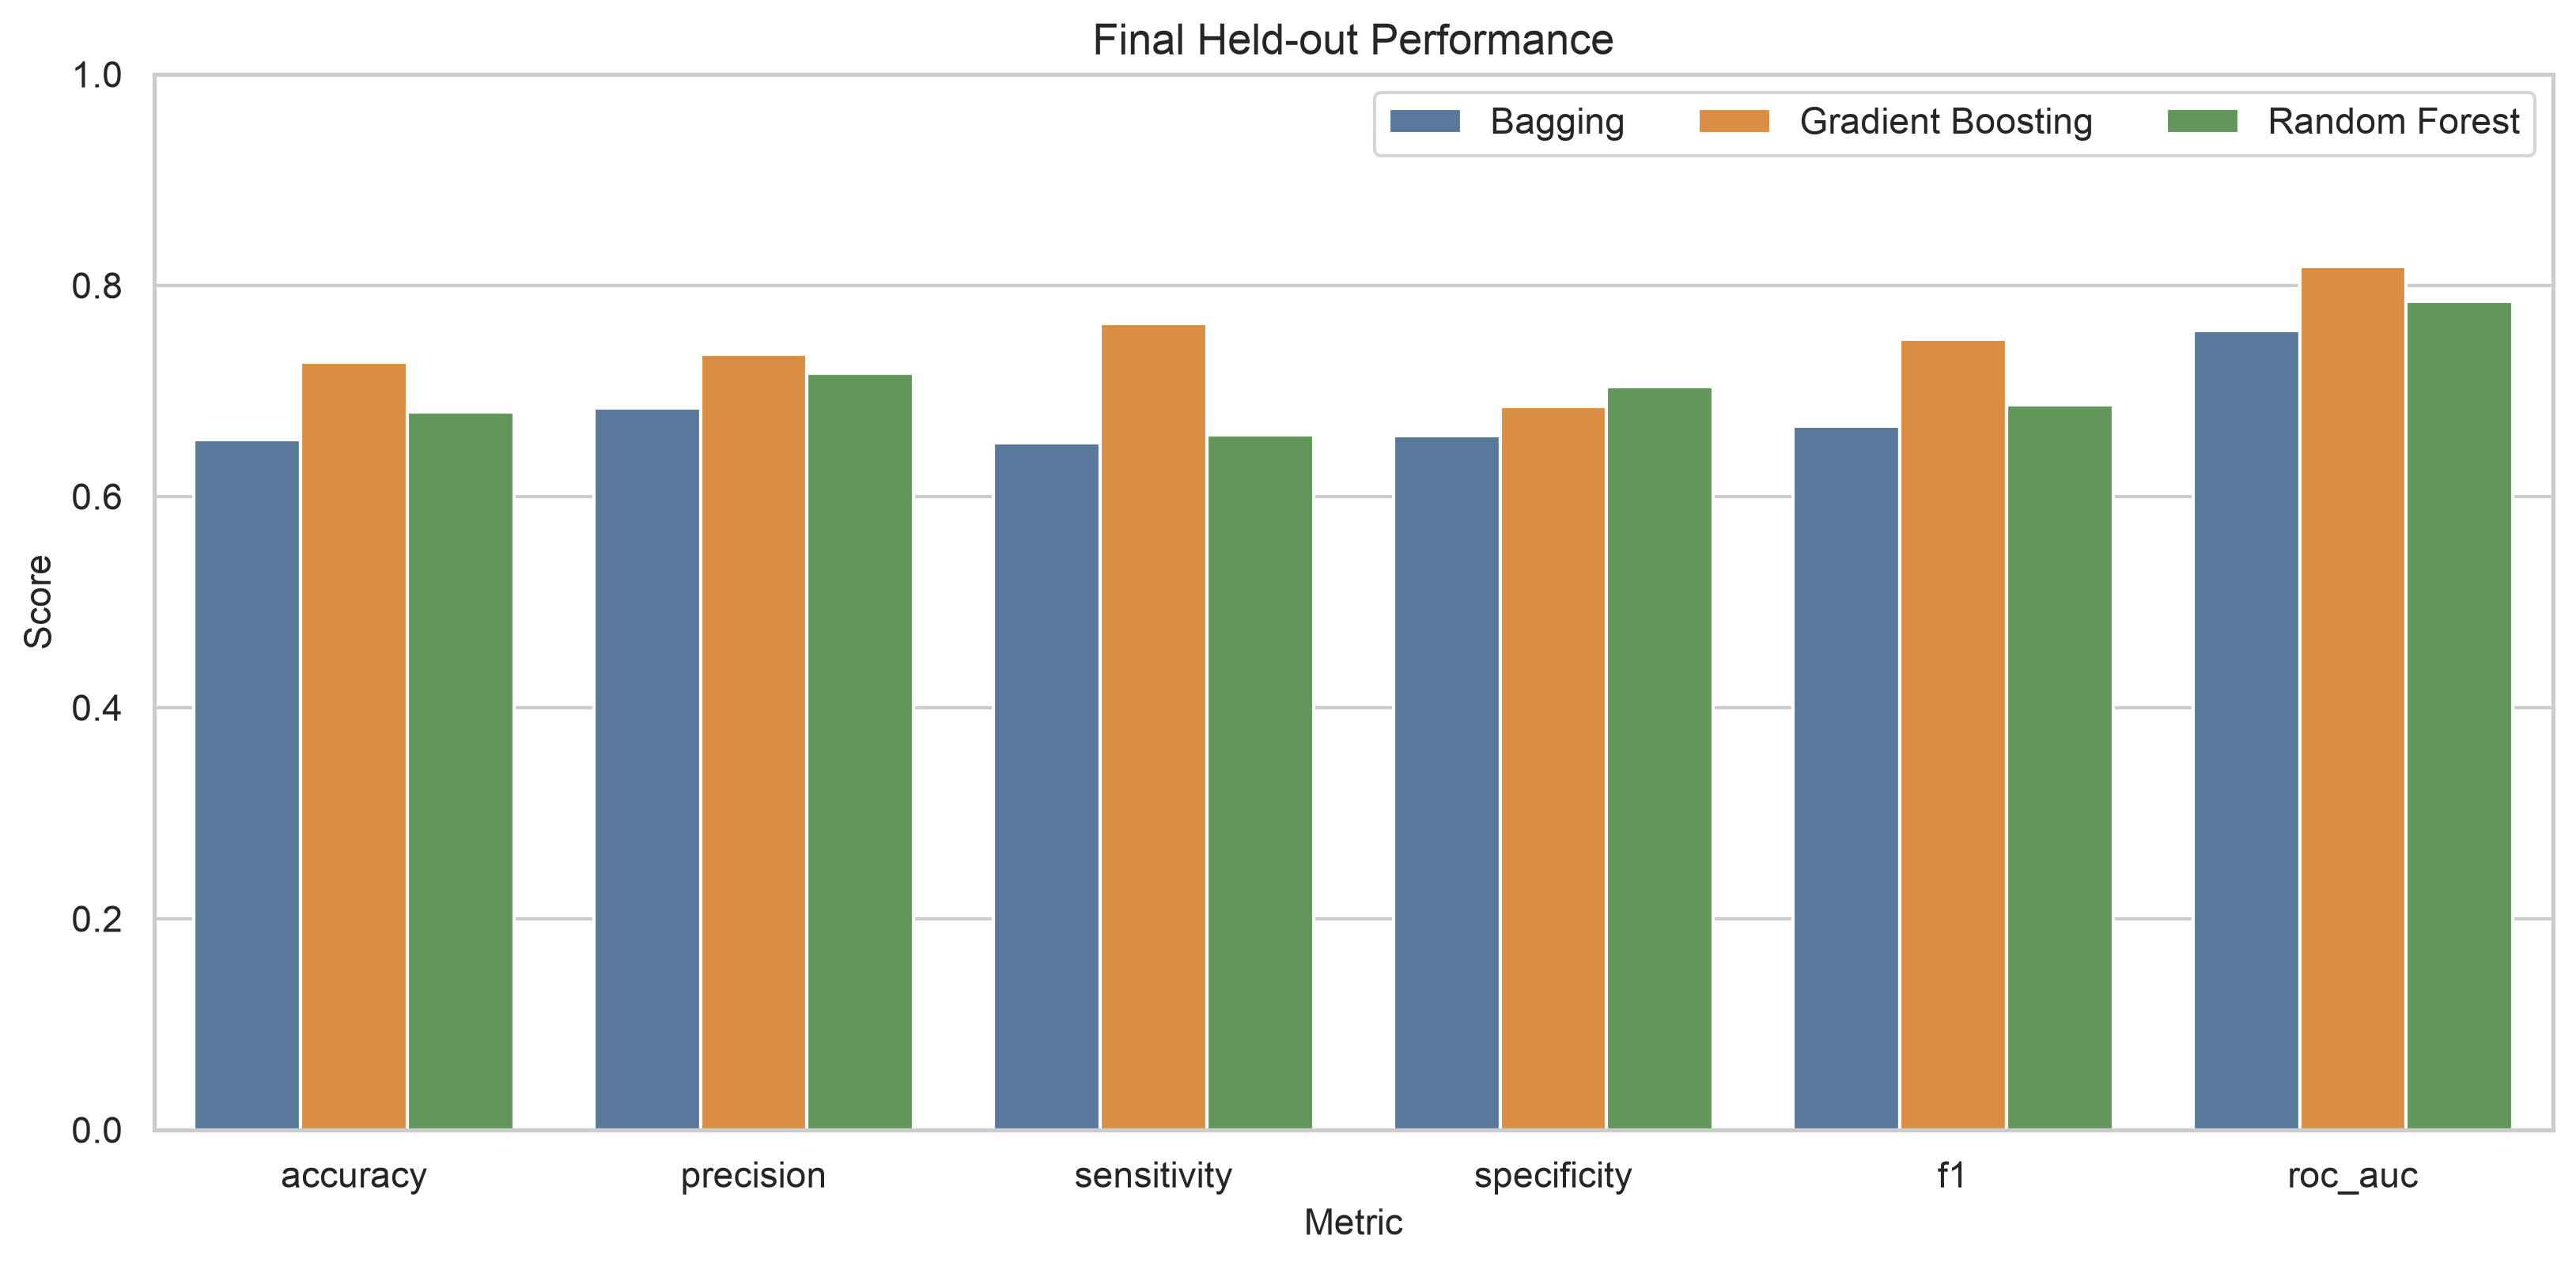 Final Held-out Performance
Bagging Gradient Boosting Random Forest
1.0
0.8
0.6
0.4
0.2
0.0
Score
accuracy precision sensitivity specificity f1 roc_auc
Metric